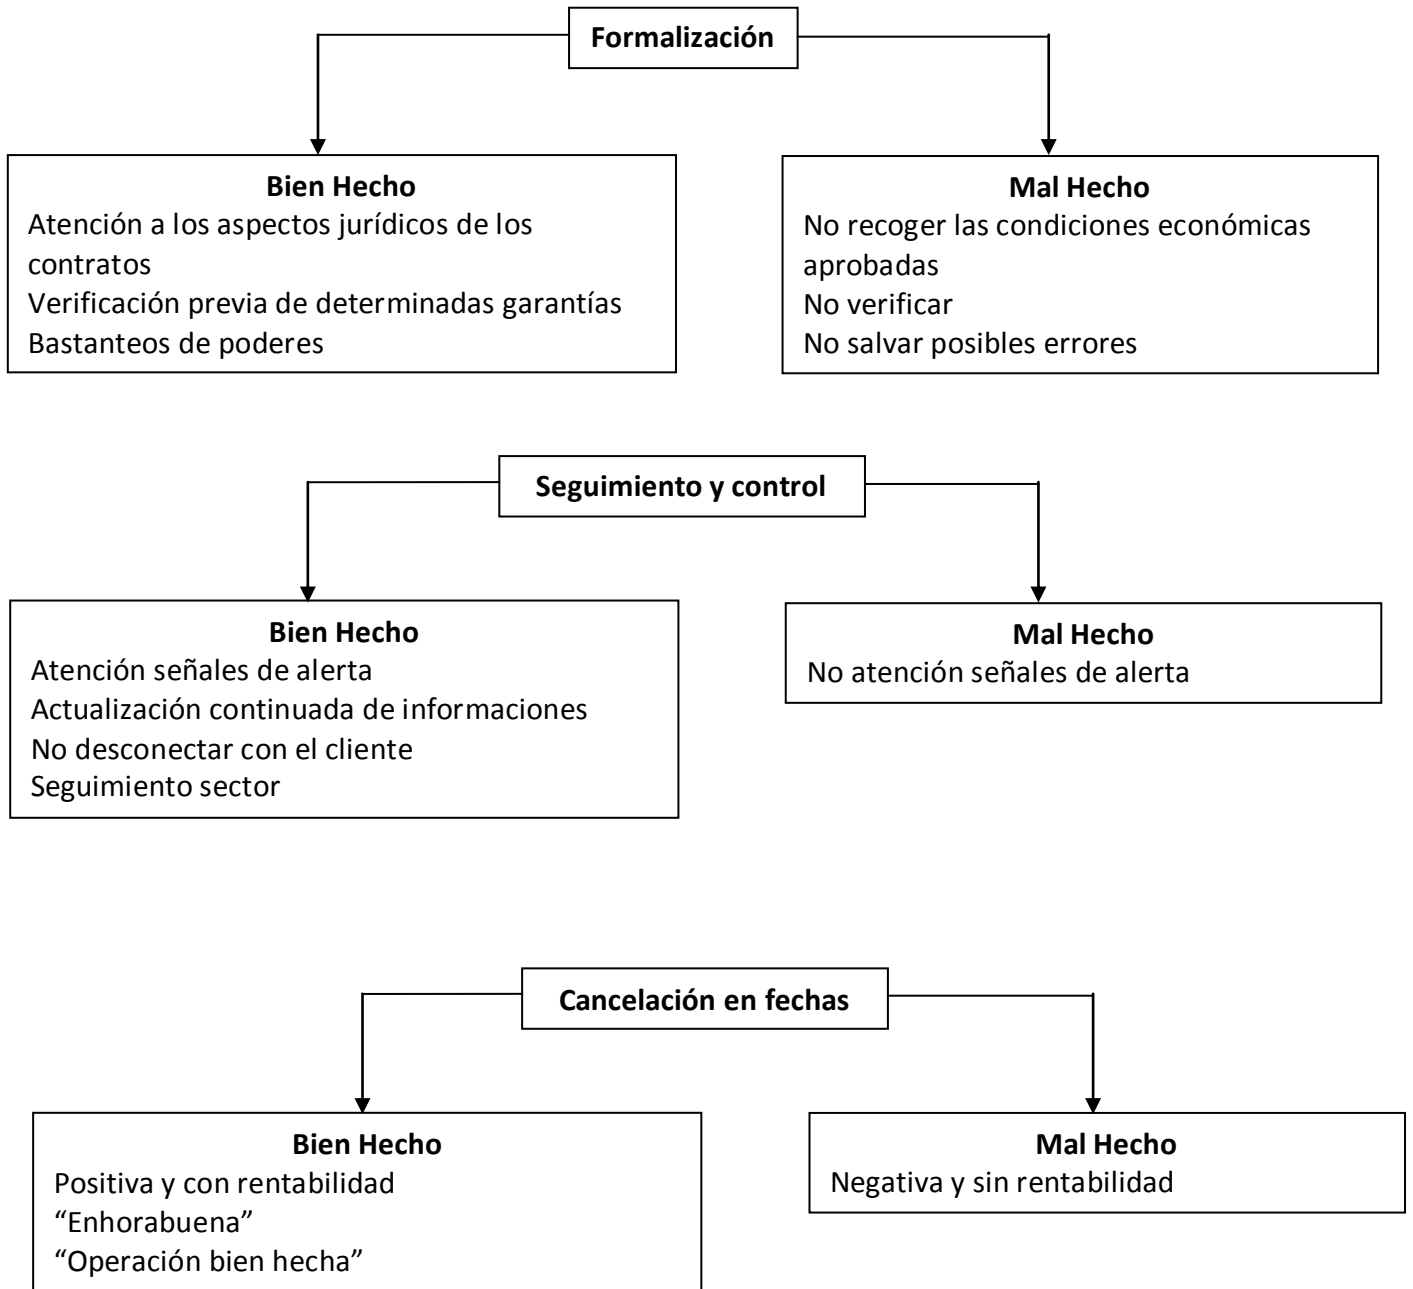 Formalización
Bien Hecho
Atención a los aspectos jurídicos de los
contratos
Verificación previa de determinadas garantías
Bastanteos de poderes
Mal Hecho
No recoger las condiciones económicas
aprobadas
No verificar
No salvar posibles errores
Seguimiento y control
Bien Hecho
Atención señales de alerta
Actualización continuada de informaciones
No desconectar con el cliente
Seguimiento sector
Mal Hecho
No atención señales de alerta
Cancelación en fechas
Bien Hecho
Positiva y con rentabilidad
“Enhorabuena”
“Operación bien hecha”
Mal Hecho
Negativa y sin rentabilidad